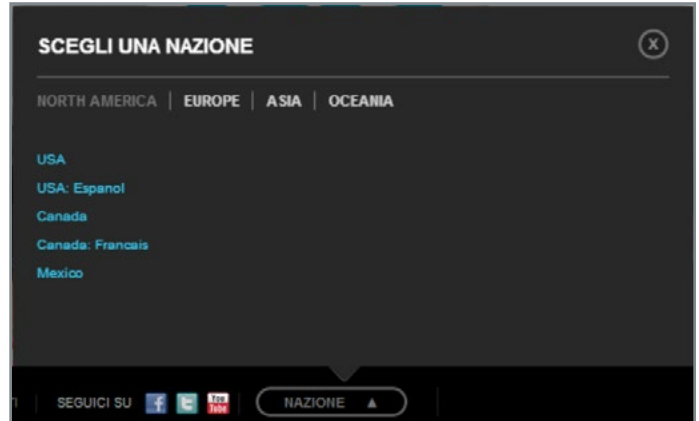 SCEGLI UNA NAZIONE X
NORTH AMERICA | EUROPE | ASIA | OCEANIA
USA
USA: Espanol
Canada
Canada: Francais
Mexico
SEGUICI SU f t You Tube NAZIONE ▲